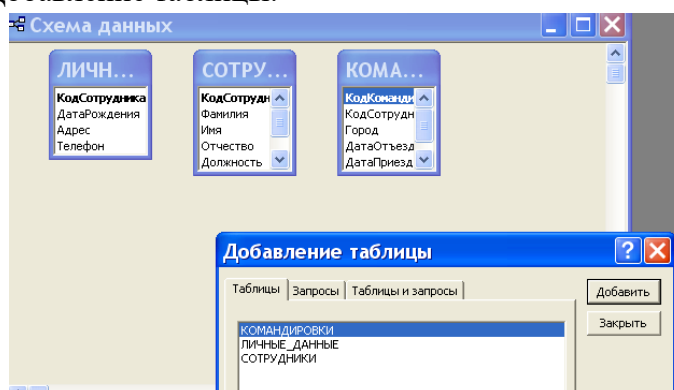 Схема данных
ЛИЧН...
КодСотрудника
ДатаРождения
Адрес
Телефон
СОТРУ...
КодСотрудн
Фамилия
Имя
Отчество
Должность
КОМА...
КодКоманди
КодСотрудн
Город
ДатаОтъезд
ДатаПриезд
Добавление таблицы
Таблицы
Запросы
Таблицы и запросы
КОМАНДИРОВКИ
ЛИЧНЫЕ_ДАННЫЕ
СОТРУДНИКИ
Добавить
Закрыть